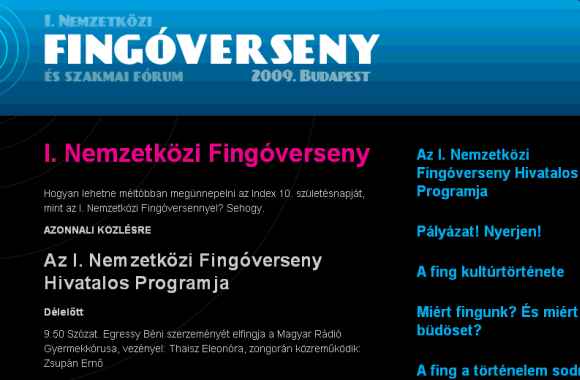 I. Nemzetközi
FINGÓVERSENY
ÉS SZAKMAI FÓRUM 2009. BUDAPEST
I. Nemzetközi Fingóverseny
Hogyan lehetne méltóbban megünnepelni az Index 10. születésnapját,
mint az I. Nemzetközi Fingóversennyel? Sehogy.
AZONNALI KÖZLÉSRE
Az I. Nemzetközi Fingóverseny
Hivatalos Programja
Délelőtt
9.50 Szózat. Egressy Béni szerzeményét elfingja a Magyar Rádió
Gyermekkórusa, vezényel: Thaisz Eleonóra, zongorán közreműködik:
Zsupán Ernő
Az I. Nemzetközi
Fingóverseny Hivatalos
Programja
Pályázat! Nyerjen!
A fing kultúrtörténete
Miért fingunk? És miért
büdöset?
A fing a történelem sod